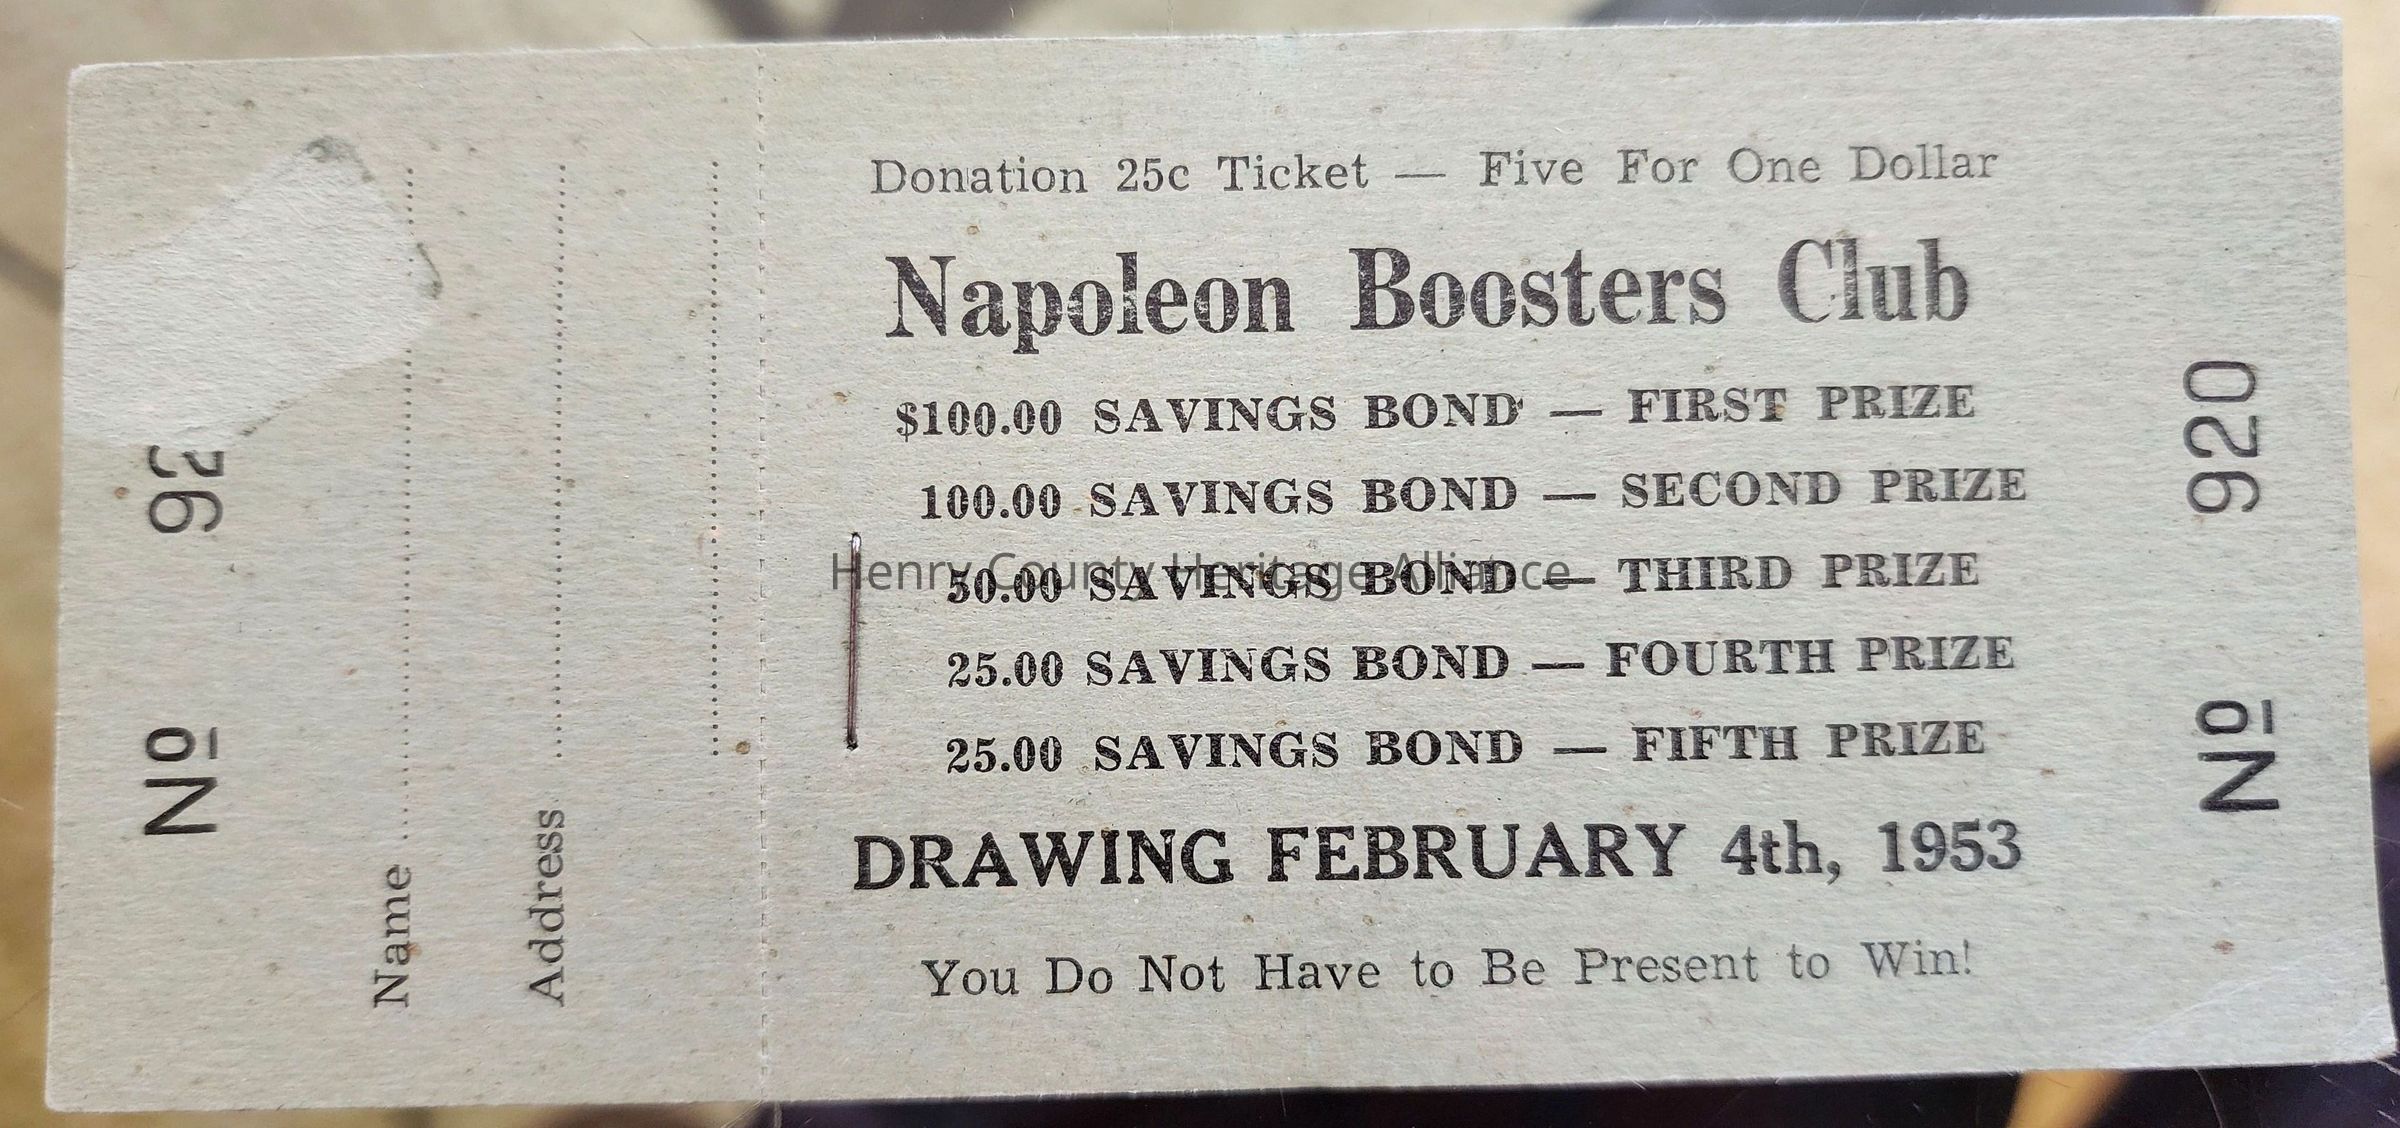 Nº 92
Name
Address
Donation 25c Ticket — Five For One Dollar
Napoleon Boosters Club
$100.00 SAVINGS BOND — FIRST PRIZE
100.00 SAVINGS BOND — SECOND PRIZE
50.00 SAVINGS BOND — THIRD PRIZE
25.00 SAVINGS BOND — FOURTH PRIZE
25.00 SAVINGS BOND — FIFTH PRIZE
DRAWING FEBRUARY 4th, 1953
You Do Not Have to Be Present to Win!
Nº 920
Henry County Heritage Alliance